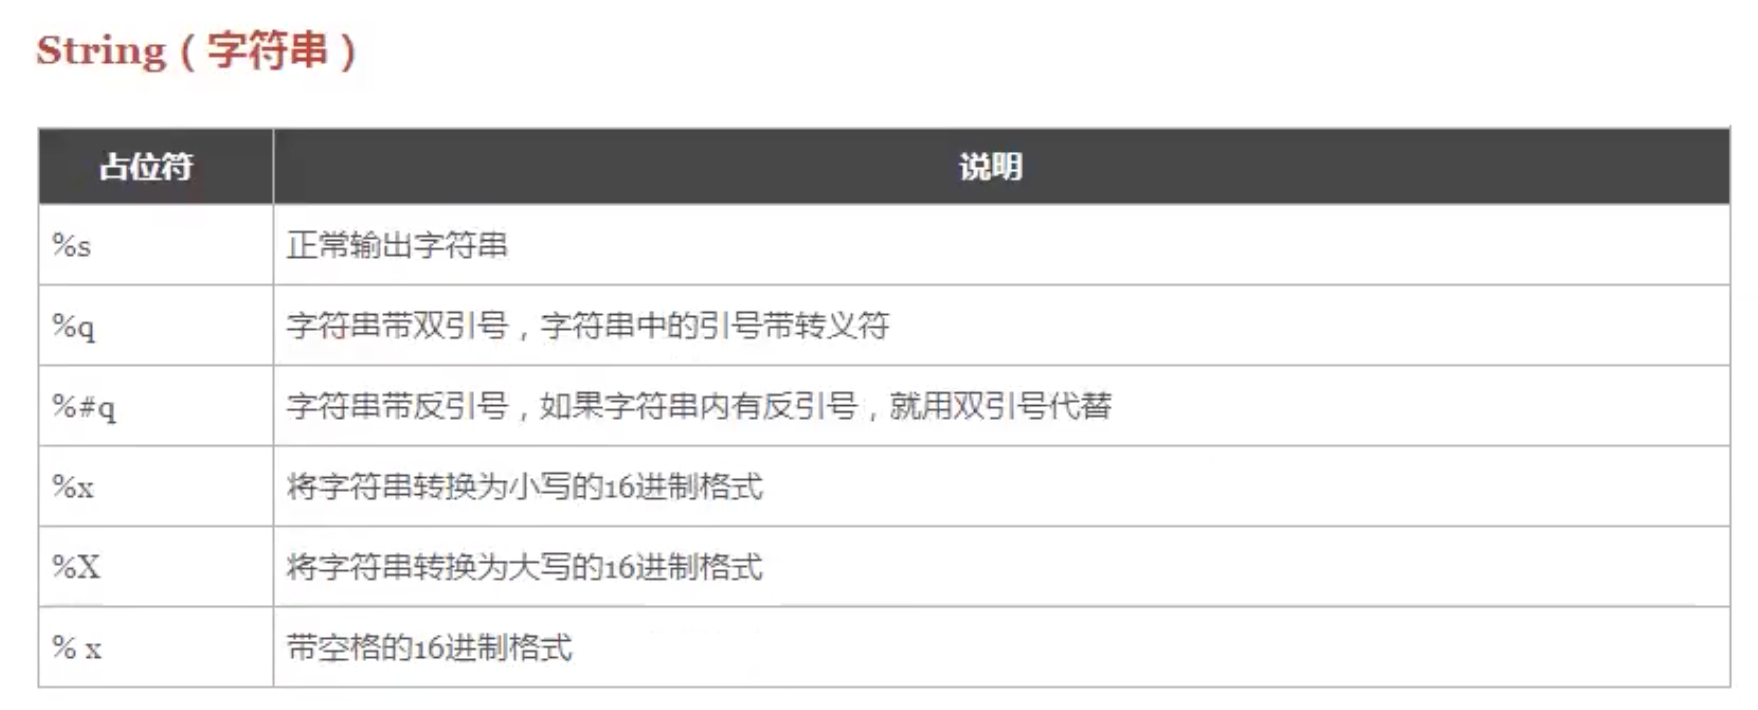 String（字符串）
占位符 说明
%s 正常输出字符串
%q 字符串带双引号，字符串中的引号带转义符
%#q 字符串带反引号，如果字符串内有反引号，就用双引号代替
%x 将字符串转换为小写的16进制格式
%X 将字符串转换为大写的16进制格式
% x 带空格的16进制格式